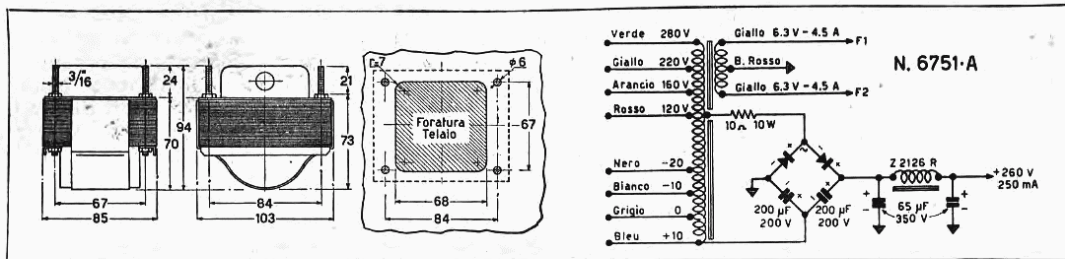 3/16
24
94
70
67
85
21
73
64
103
r=7
ø 6
Foratura
Telaio
67
68
84
Verde 280 V
Giallo 220 V
Arancio 160 V
Rosso 120 V
Nero -20
Bianco -10
Grigio 0
Bleu +10
Giallo 6.3 V - 4.5 A F1
B. Rosso
Giallo 6.3 V - 4.5 A F2
N. 6751·A
10 Ω 10 W
200 µF 200 V
200 µF 200 V
Z 2126 R
65 µF
350 V
+260 V
250 mA